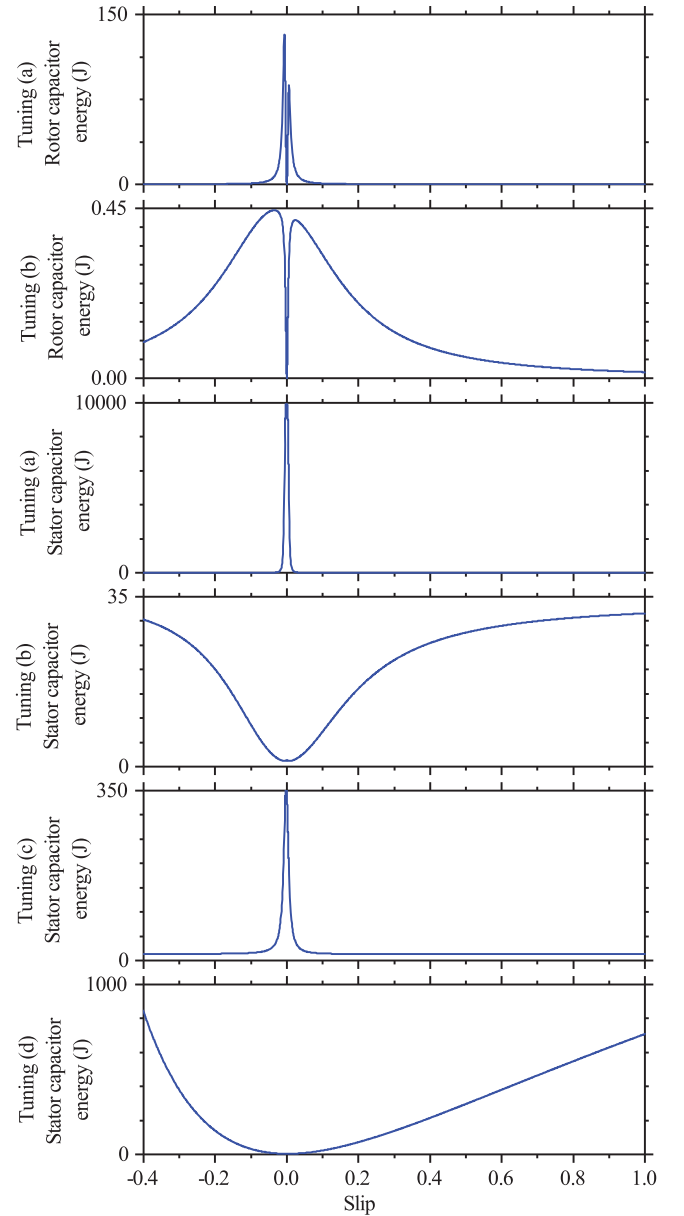 Tuning (a)
Rotor capacitor
energy (J)
150
0
Tuning (b)
Rotor capacitor
energy (J)
0.45
0.00
Tuning (a)
Stator capacitor
energy (J)
10000
0
Tuning (b)
Stator capacitor
energy (J)
35
0
Tuning (c)
Stator capacitor
energy (J)
350
0
Tuning (d)
Stator capacitor
energy (J)
1000
0
-0.4 -0.2 0.0 0.2 0.4 0.6 0.8 1.0
Slip